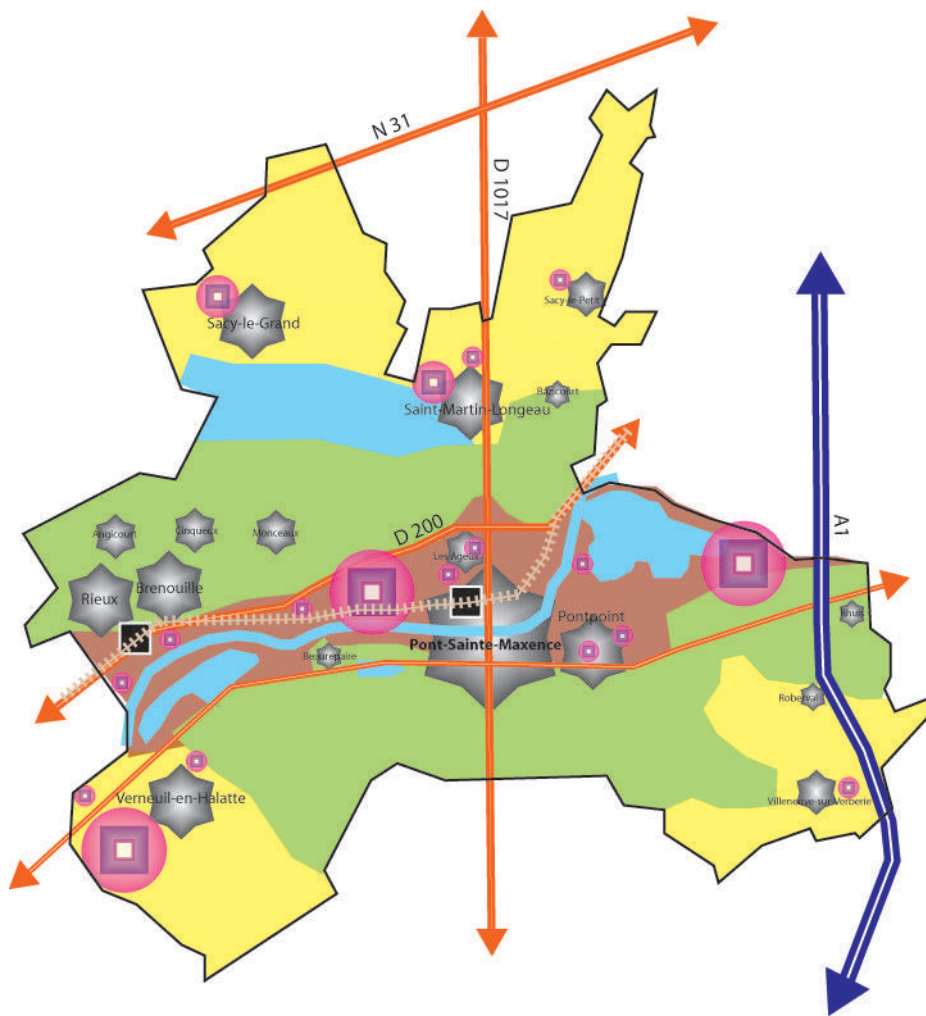 N 31
D 1017
Sacy-le-Grand
Sacy-le-Petit
A1
Bazicourt
Saint-Martin-Longeau
D 200
Angicourt
Cinqueux
Monceaux
Les Ageux
Brenouille
Rieux
Pontpoint
Rhuis
Pont-Sainte-Maxence
Beaurepaire
Roberval
Verneuil-en-Halatte
Villeneuve-sur-Verberie